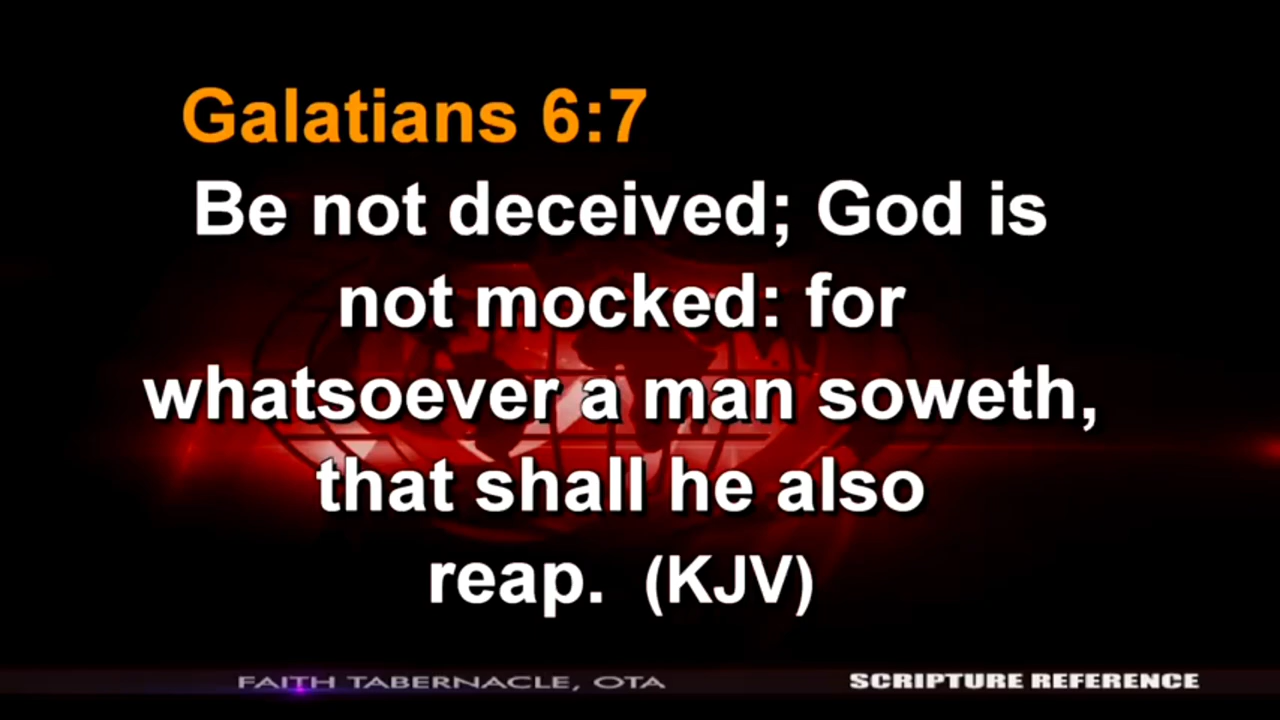 Galatians 6:7
Be not deceived; God is
not mocked: for
whatsoever a man soweth,
that shall he also
reap. (KJV)
FAITH TABERNACLE, OTA
SCRIPTURE REFERENCE